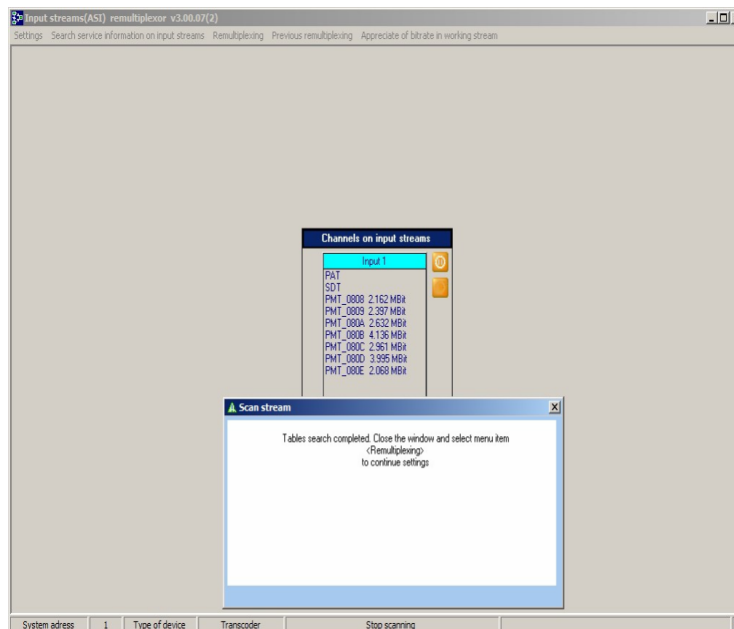 Input streams(ASI) remultiplexor v3.00.07(2)
Settings Search service information on input streams Remultiplexing Previous remultiplexing Appreciate of bitrate in working stream
Channels on input streams
Input 1
PAT
SDT
PMT_0808 2.162 MBit
PMT_0809 2.397 MBit
PMT_080A 2.632 MBit
PMT_080B 4.136 MBit
PMT_080C 2.961 MBit
PMT_080D 3.995 MBit
PMT_080E 2.068 MBit
Scan stream
Tables search completed. Close the window and select menu item
<Remultiplexing>
to continue settings
System adress 1 Type of device Transcoder Stop scanning